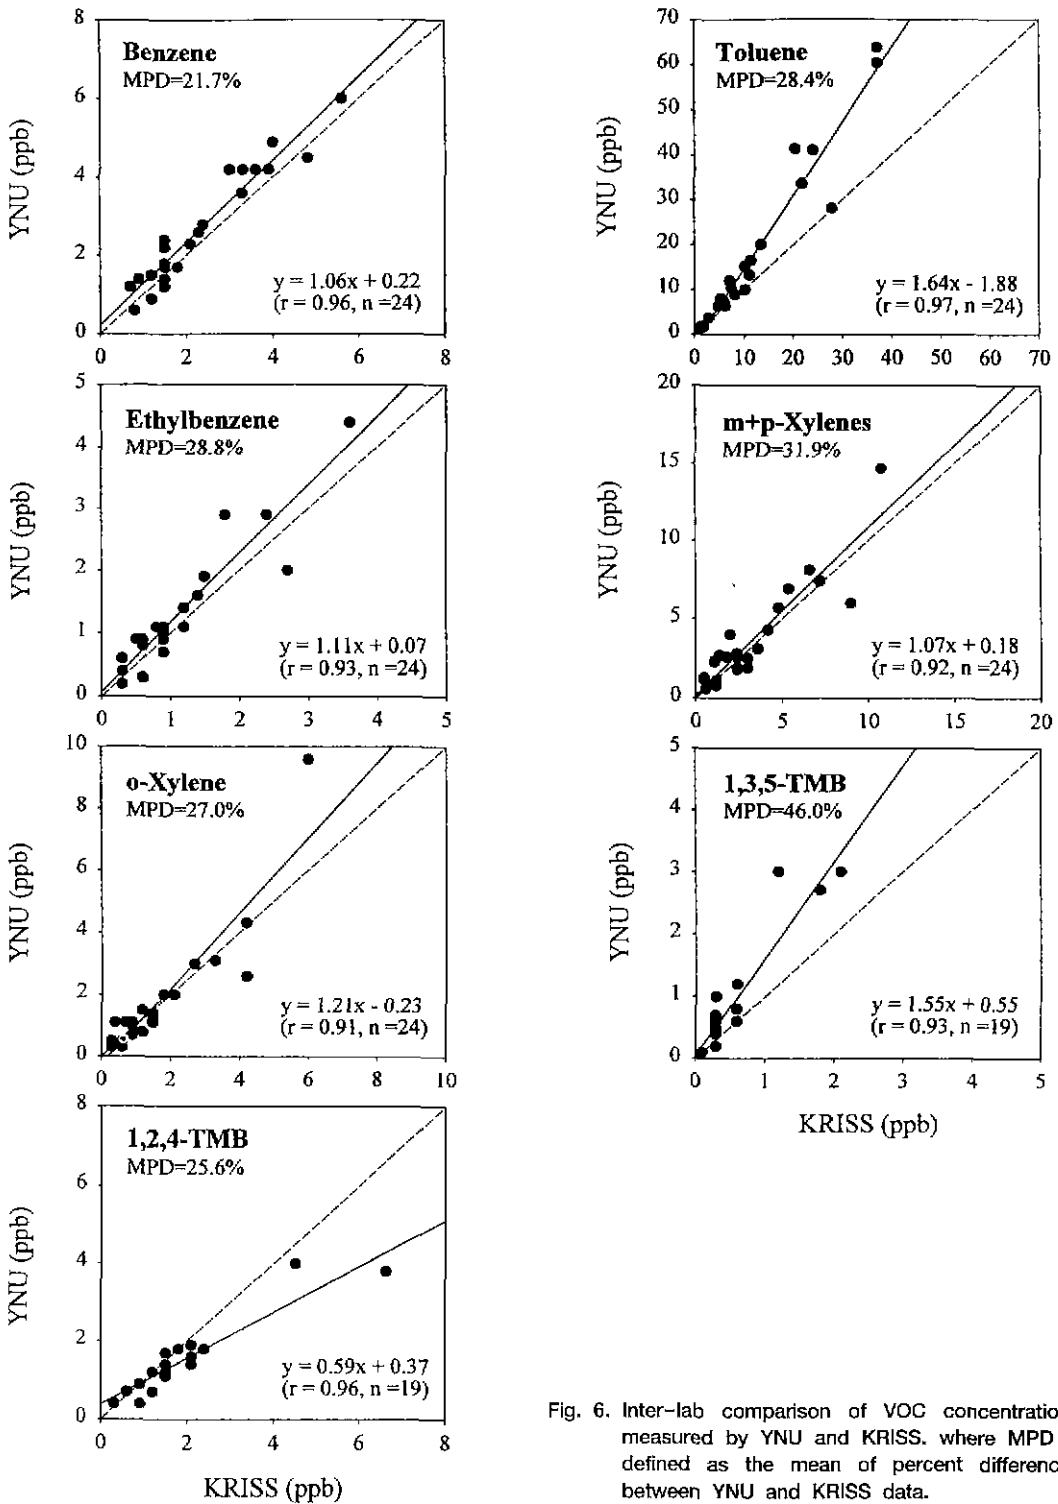 Benzene
MPD=21.7%
YNU (ppb)
8
6
4
2
0
y = 1.06x + 0.22
(r = 0.96, n =24)
0 2 4 6 8
Toluene
MPD=28.4%
YNU (ppb)
70
60
50
40
30
20
10
0
y = 1.64x - 1.88
(r = 0.97, n =24)
0 10 20 30 40 50 60 70
Ethylbenzene
MPD=28.8%
YNU (ppb)
5
4
3
2
1
0
y = 1.11x + 0.07
(r = 0.93, n =24)
0 1 2 3 4 5
m+p-Xylenes
MPD=31.9%
YNU (ppb)
20
15
10
5
0
y = 1.07x + 0.18
(r = 0.92, n =24)
0 5 10 15 20
o-Xylene
MPD=27.0%
YNU (ppb)
10
8
6
4
2
0
y = 1.21x - 0.23
(r = 0.91, n =24)
0 2 4 6 8 10
1,3,5-TMB
MPD=46.0%
YNU (ppb)
5
4
3
2
1
0
y = 1.55x + 0.55
(r = 0.93, n =19)
0 1 2 3 4 5
KRISS (ppb)
1,2,4-TMB
MPD=25.6%
YNU (ppb)
8
6
4
2
0
y = 0.59x + 0.37
(r = 0.96, n =19)
0 2 4 6 8
KRISS (ppb)
Fig. 6. Inter-lab comparison of VOC concentratio
measured by YNU and KRISS. where MPD
defined as the mean of percent differenc
between YNU and KRISS data.